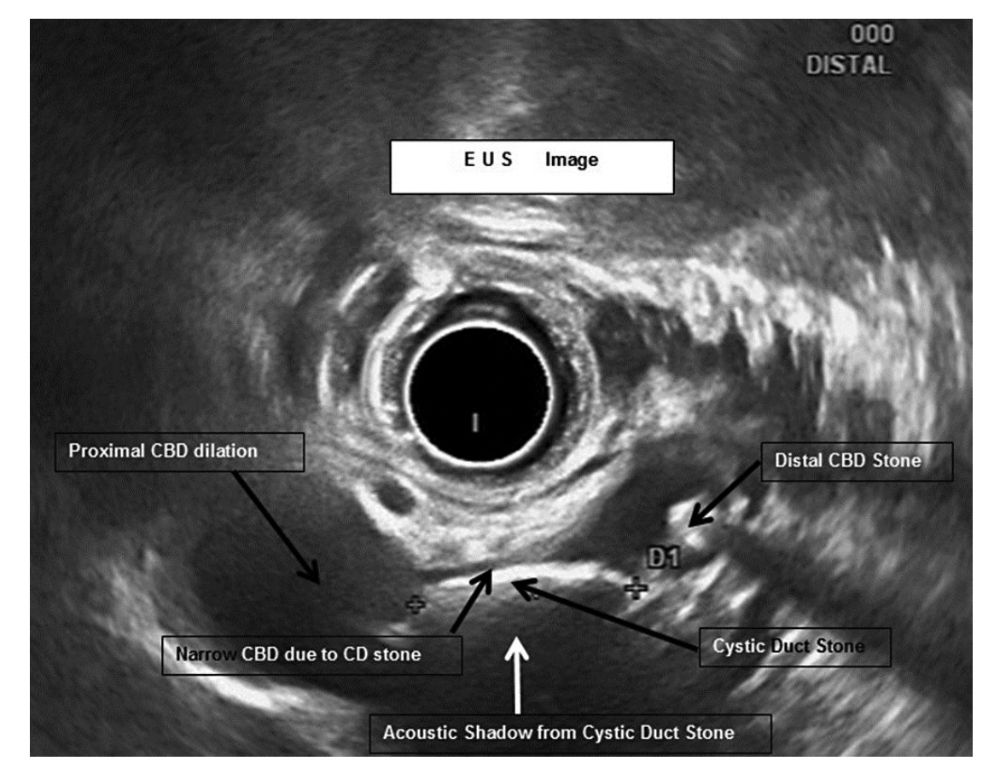 000
DISTAL
E U S Image
Proximal CBD dilation
Distal CBD Stone
D1
Narrow CBD due to CD stone
Cystic Duct Stone
Acoustic Shadow from Cystic Duct Stone